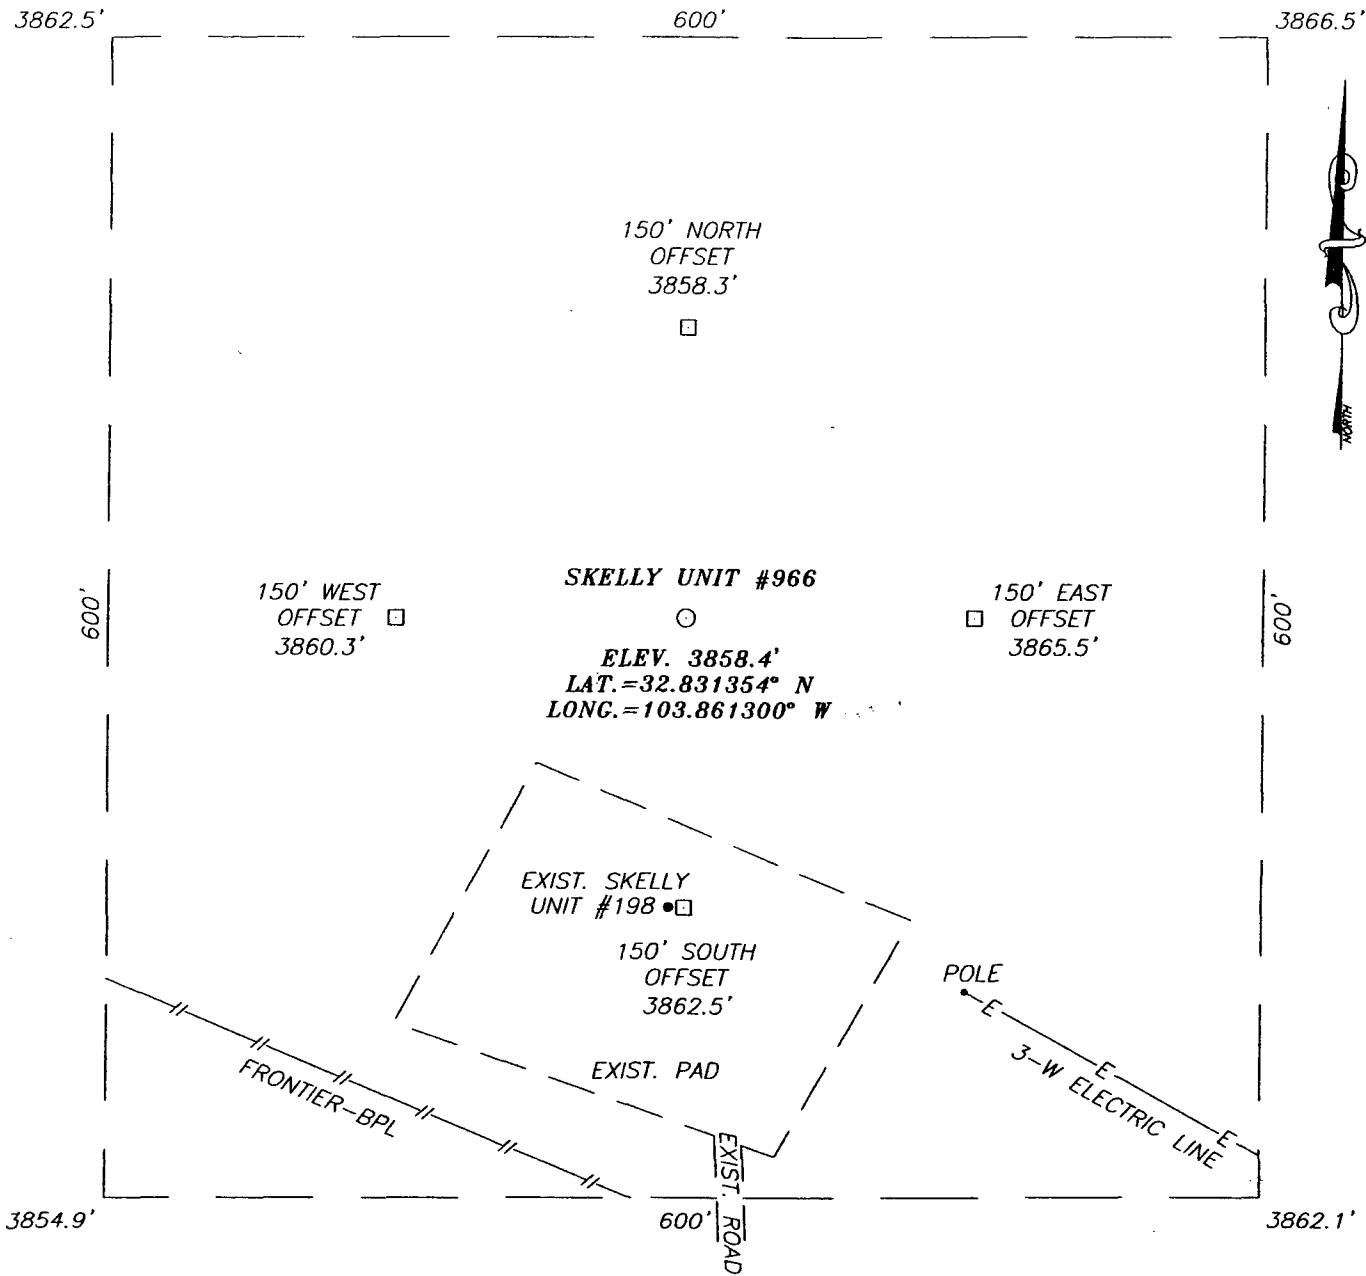 3862.5'
600'
3866.5'
NORTH
150' NORTH
OFFSET
3858.3'
600'
150' WEST
OFFSET
3860.3'
SKELLY UNIT #966
ELEV. 3858.4'
LAT.=32.831354° N
LONG.=103.861300° W
150' EAST
OFFSET
3865.5'
600'
EXIST. SKELLY
UNIT #198
150' SOUTH
OFFSET
3862.5'
EXIST. PAD
POLE
E
E
E
3-W ELECTRIC LINE
FRONTIER-BPL
EXIST. ROAD
3854.9'
600'
3862.1'